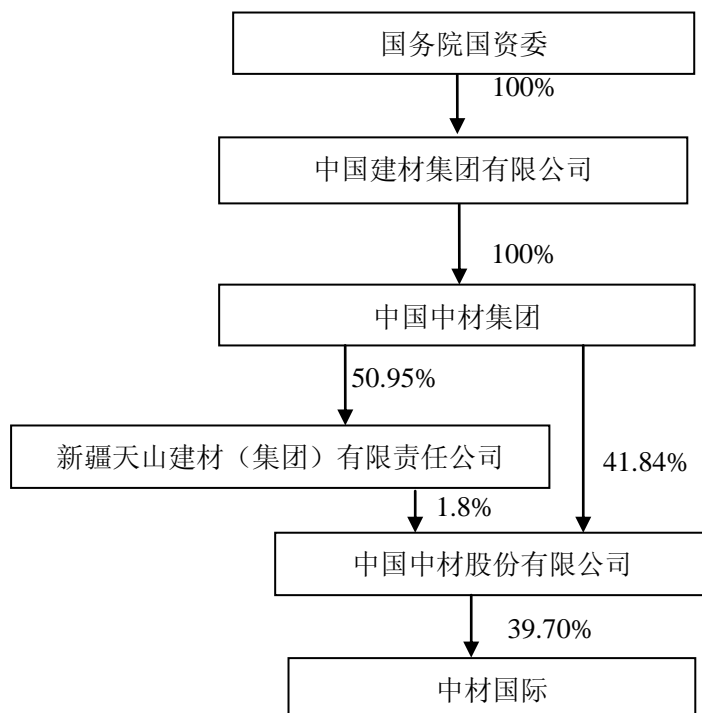 国务院国资委
100%
中国建材集团有限公司
100%
中国中材集团
50.95%
新疆天山建材（集团）有限责任公司
41.84%
1.8%
中国中材股份有限公司
39.70%
中材国际